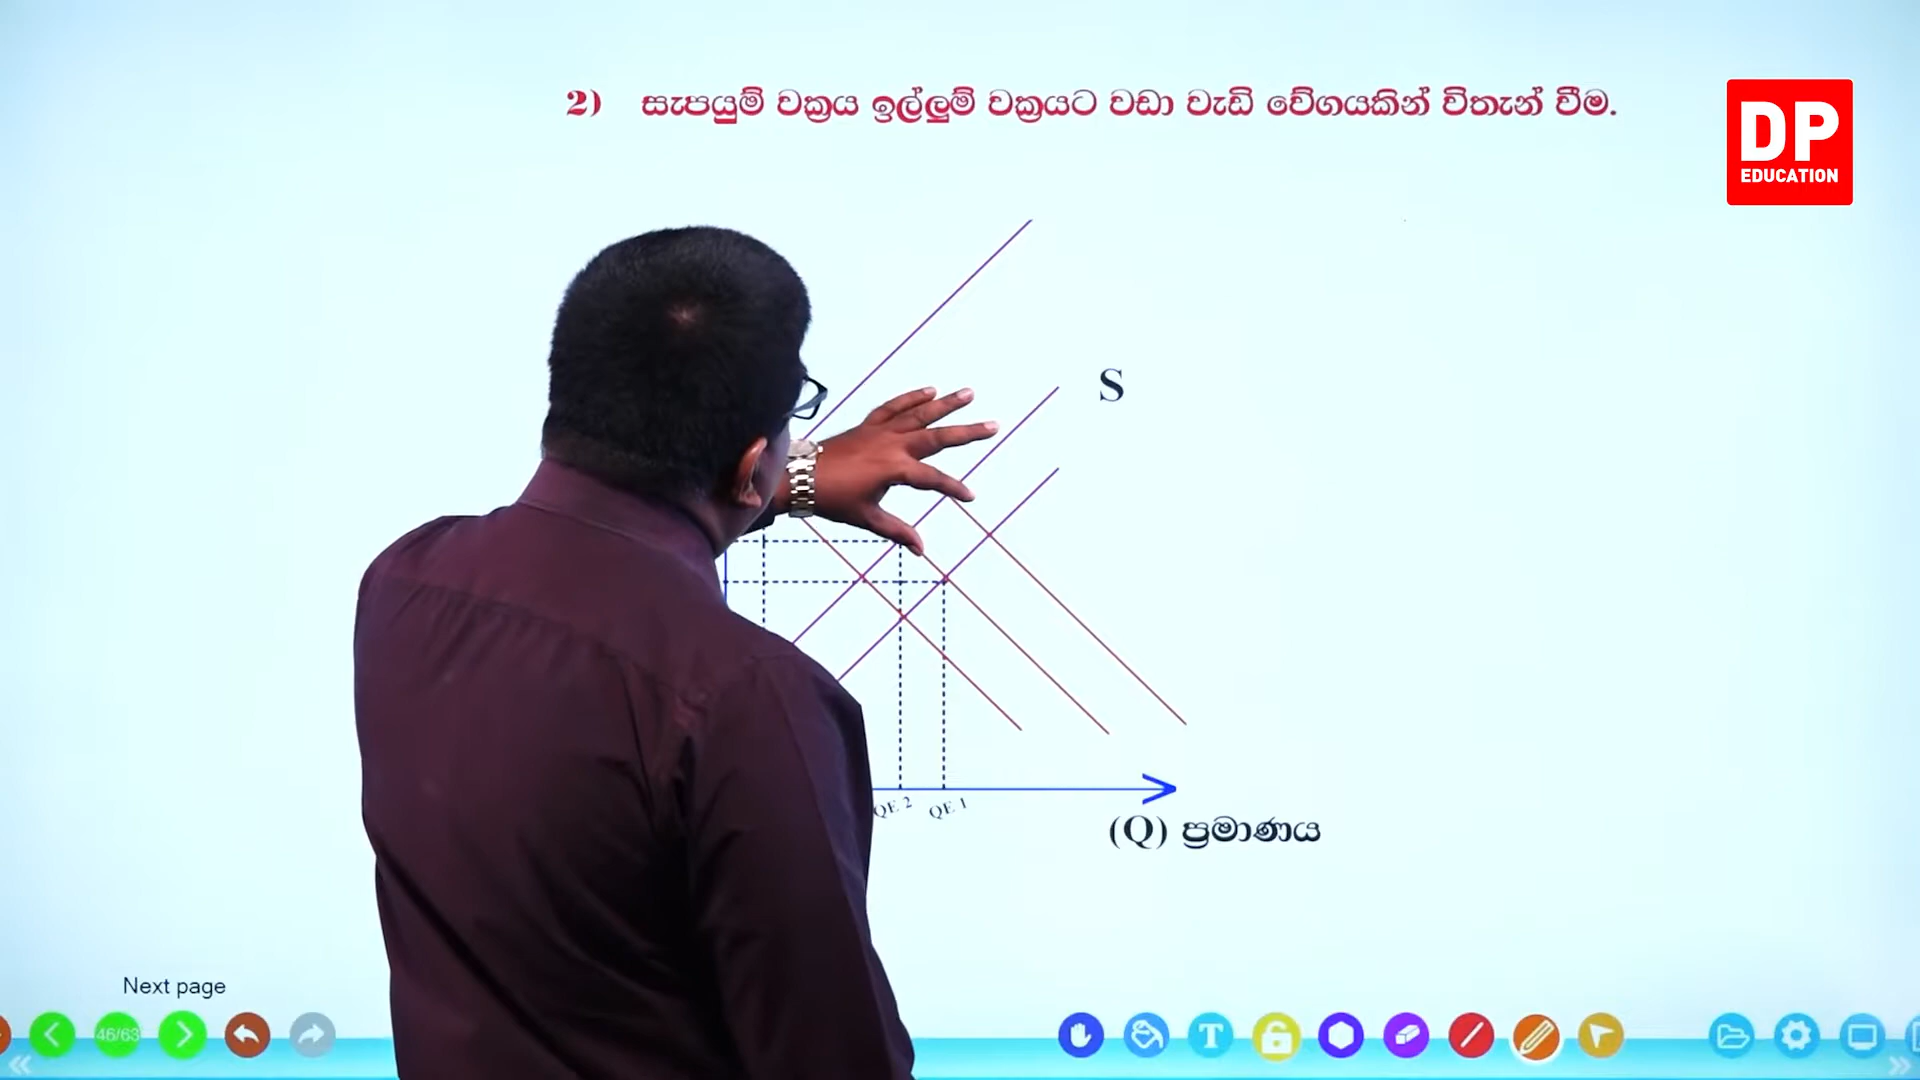 2) සැපයුම් වක්‍රය ඉල්ලුම් වක්‍රයට වඩා වැඩි වේගයකින් විතැන් වීම.
DP
EDUCATION
S
QE 2 QE 1
(Q) ප්‍රමාණය
Next page
46/63
T